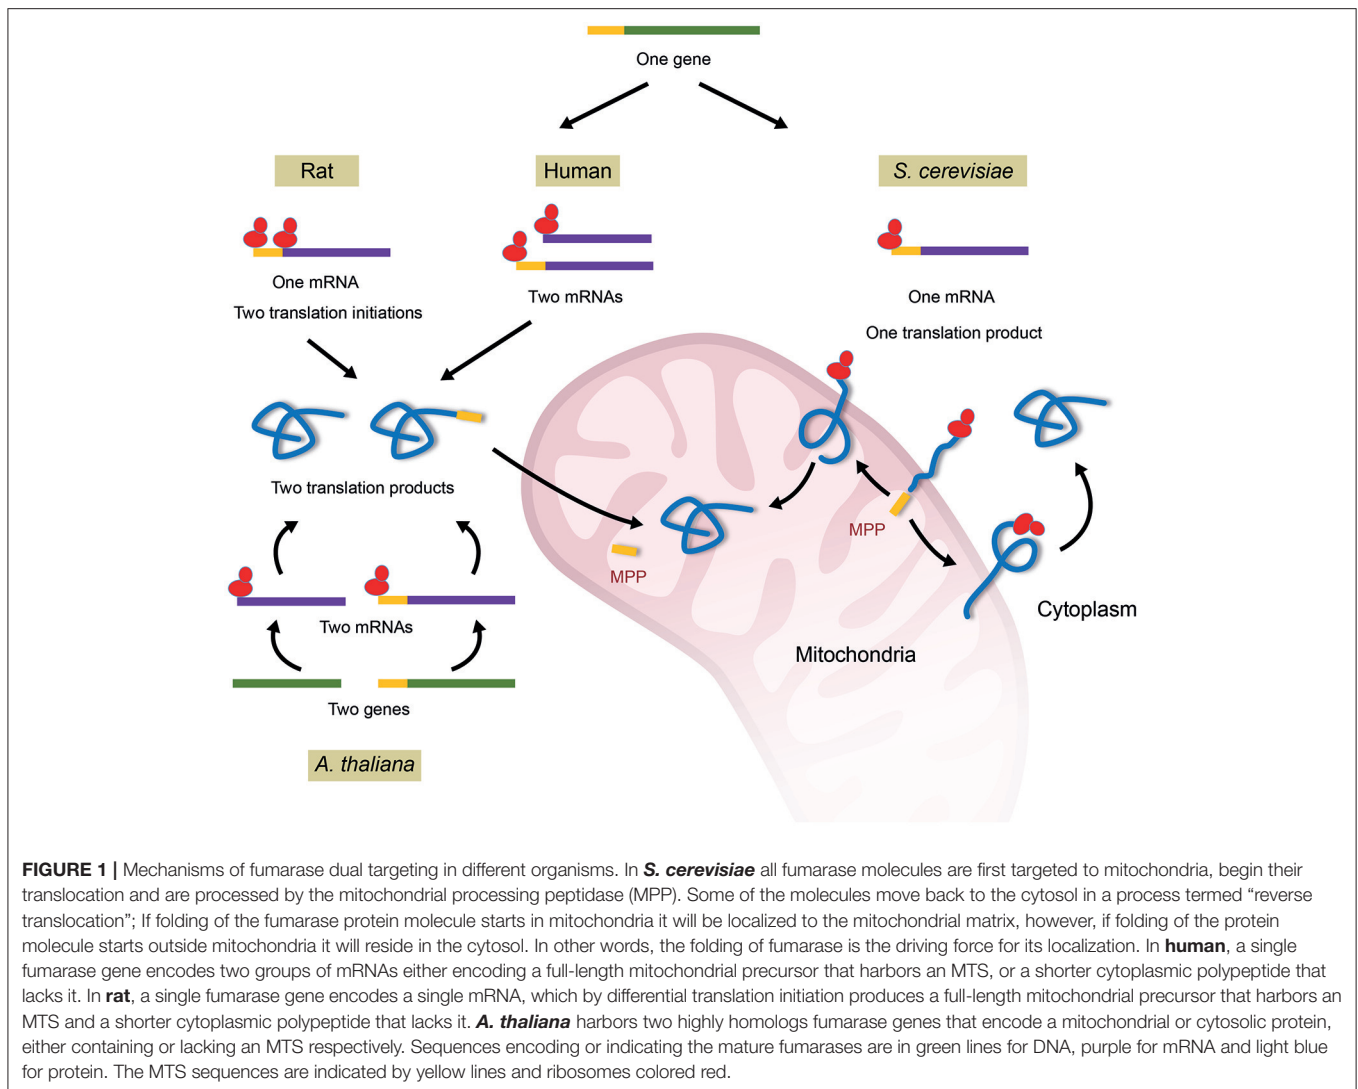 One gene
Rat
Human
S. cerevisiae
One mRNA
Two translation initiations
Two mRNAs
One mRNA
One translation product
Two translation products
MPP
MPP
Cytoplasm
Mitochondria
Two mRNAs
Two genes
A. thaliana
FIGURE 1 | Mechanisms of fumarase dual targeting in different organisms. In S. cerevisiae all fumarase molecules are first targeted to mitochondria, begin their
translocation and are processed by the mitochondrial processing peptidase (MPP). Some of the molecules move back to the cytosol in a process termed “reverse
translocation”; If folding of the fumarase protein molecule starts in mitochondria it will be localized to the mitochondrial matrix, however, if folding of the protein
molecule starts outside mitochondria it will reside in the cytosol. In other words, the folding of fumarase is the driving force for its localization. In human, a single
fumarase gene encodes two groups of mRNAs either encoding a full-length mitochondrial precursor that harbors an MTS, or a shorter cytoplasmic polypeptide that
lacks it. In rat, a single fumarase gene encodes a single mRNA, which by differential translation initiation produces a full-length mitochondrial precursor that harbors an
MTS and a shorter cytoplasmic polypeptide that lacks it. A. thaliana harbors two highly homologs fumarase genes that encode a mitochondrial or cytosolic protein,
either containing or lacking an MTS respectively. Sequences encoding or indicating the mature fumarases are in green lines for DNA, purple for mRNA and light blue
for protein. The MTS sequences are indicated by yellow lines and ribosomes colored red.